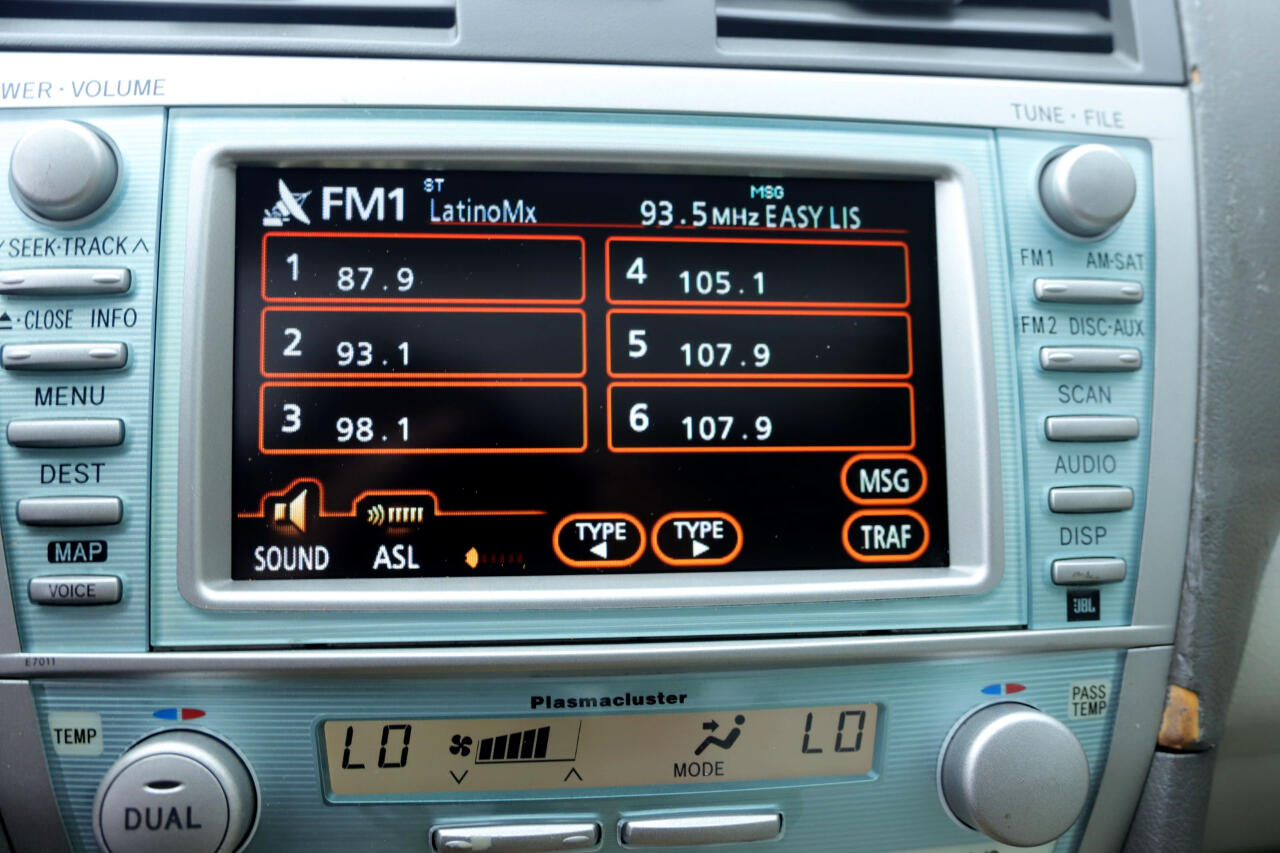 WER · VOLUME
TUNE · FILE
SEEK·TRACK ∧
·CLOSE INFO
MENU
DEST
MAP
VOICE
E7011
FM1 ST LatinoMx MSG 93.5MHz EASY LIS
1 87.9
2 93.1
3 98.1
4 105.1
5 107.9
6 107.9
MSG
TRAF
SOUND
ASL
TYPE
TYPE
FM1 AM·SAT
FM2 DISC·AUX
SCAN
AUDIO
DISP
JBL
Plasmacluster
TEMP
DUAL
LO
MODE
LO
PASS
TEMP